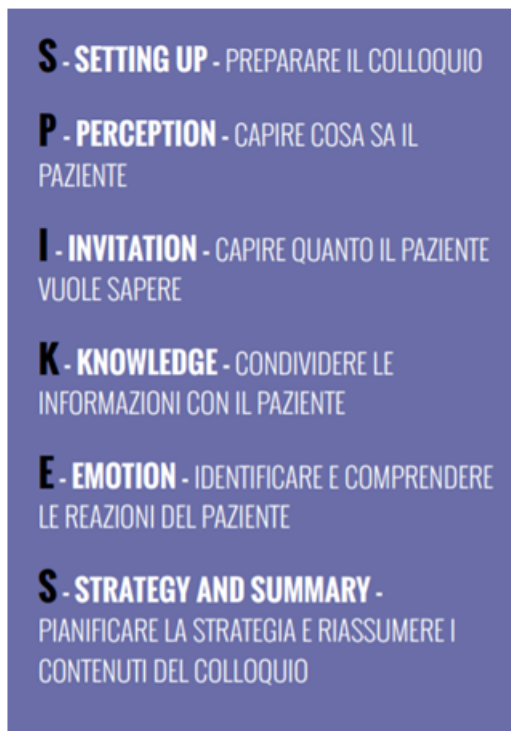 S - SETTING UP - PREPARARE IL COLLOQUIO
P - PERCEPTION - CAPIRE COSA SA IL
PAZIENTE
I - INVITATION - CAPIRE QUANTO IL PAZIENTE
VUOLE SAPERE
K - KNOWLEDGE - CONDIVIDERE LE
INFORMAZIONI CON IL PAZIENTE
E - EMOTION - IDENTIFICARE E COMPRENDERE
LE REAZIONI DEL PAZIENTE
S - STRATEGY AND SUMMARY -
PIANIFICARE LA STRATEGIA E RIASSUMERE I
CONTENUTI DEL COLLOQUIO